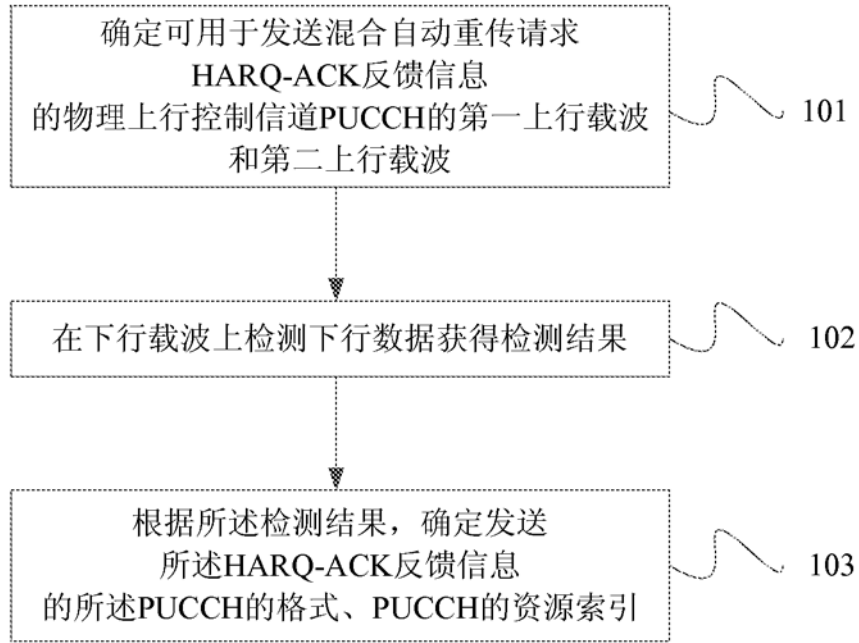 确定可用于发送混合自动重传请求
HARQ-ACK反馈信息
的物理上行控制信道PUCCH的第一上行载波
和第二上行载波
101
在下行载波上检测下行数据获得检测结果
102
根据所述检测结果，确定发送
所述HARQ-ACK反馈信息
的所述PUCCH的格式、PUCCH的资源索引
103